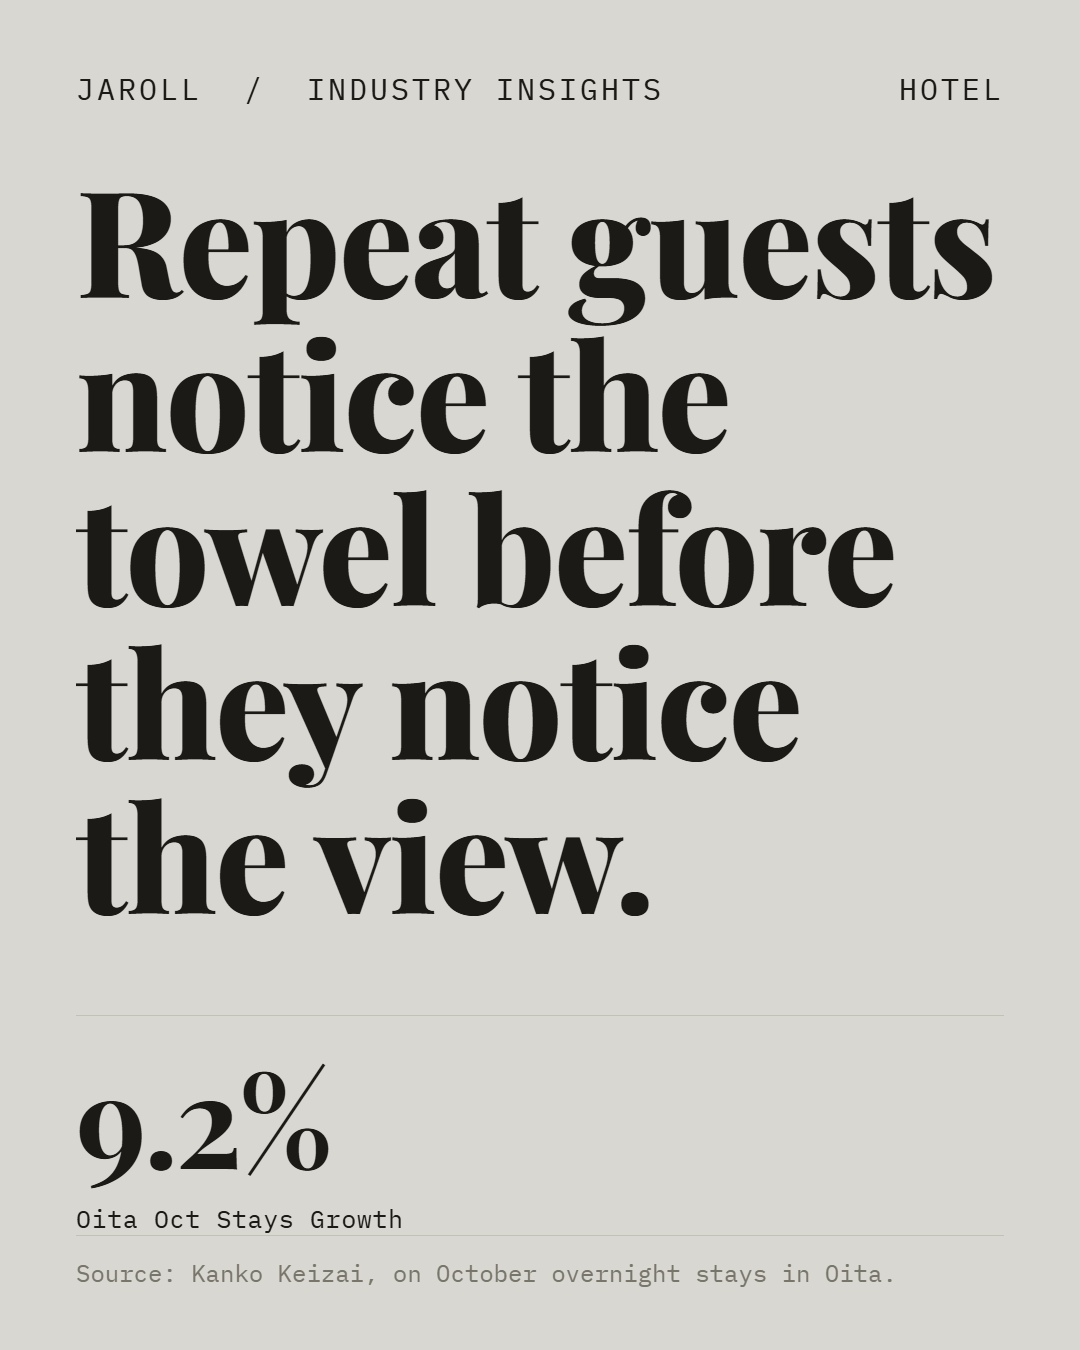 JAROLL / INDUSTRY INSIGHTS HOTEL
Repeat guests
notice the
towel before
they notice
the view.
9.2%
Oita Oct Stays Growth
Source: Kanko Keizai, on October overnight stays in Oita.